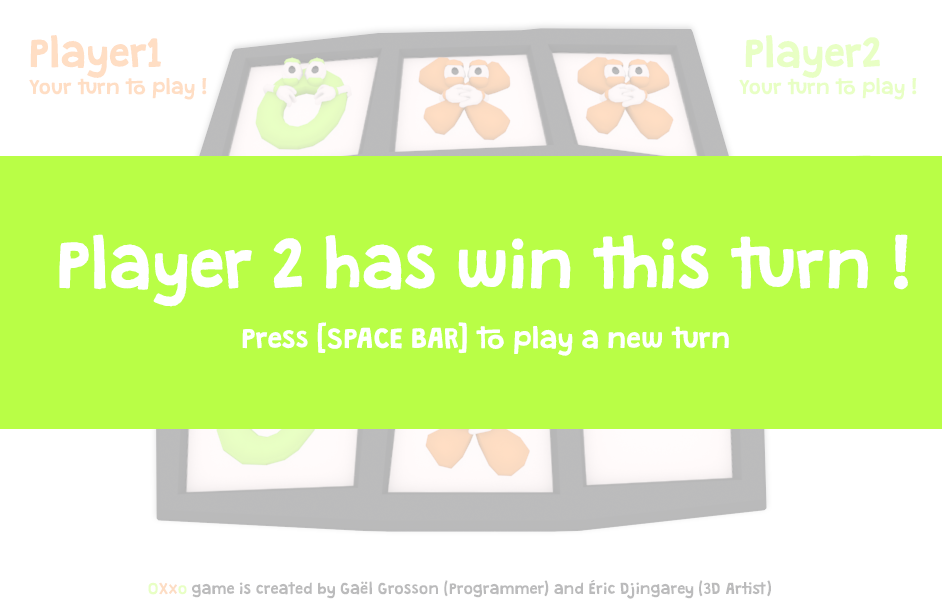 Player1
Your turn to play !
Player2
Your turn to play !
Player 2 has win this turn !
Press [SPACE BAR] to play a new turn
OXxo game is created by Gaël Grosson (Programmer) and Éric Djingarey (3D Artist)